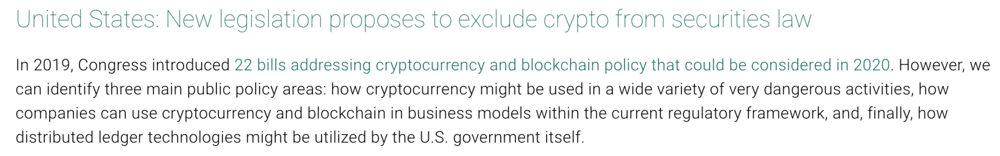 United States: New legislation proposes to exclude crypto from securities law
In 2019, Congress introduced 22 bills addressing cryptocurrency and blockchain policy that could be considered in 2020. However, we
can identify three main public policy areas: how cryptocurrency might be used in a wide variety of very dangerous activities, how
companies can use cryptocurrency and blockchain in business models within the current regulatory framework, and, finally, how
distributed ledger technologies might be utilized by the U.S. government itself.